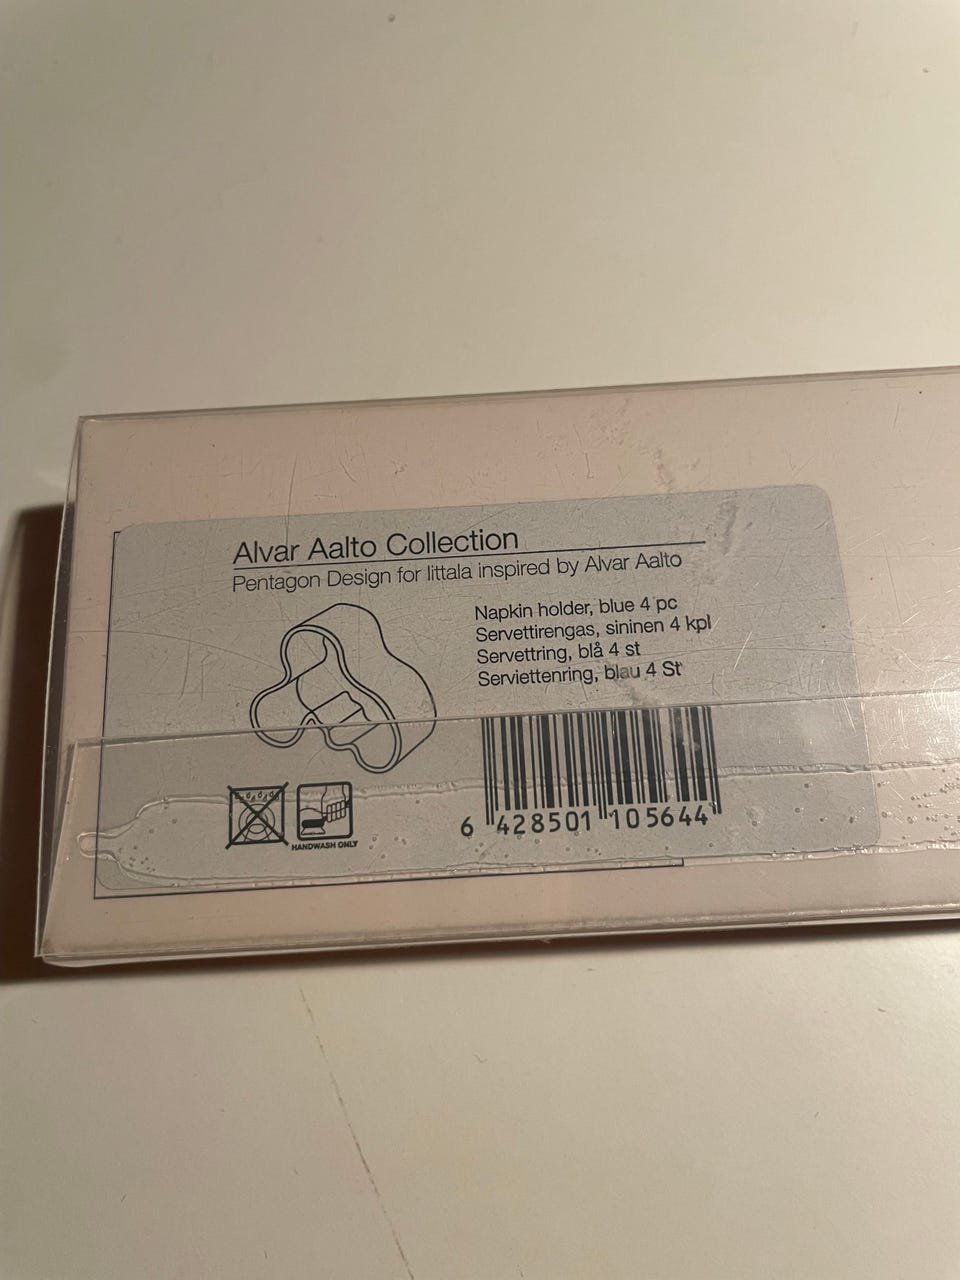 Alvar Aalto Collection
Pentagon Design for Iittala inspired by Alvar Aalto
Napkin holder, blue 4 pc
Servettirengas, sininen 4 kpl
Servettring, blå 4 st
Serviettenring, blau 4 St
HANDWASH ONLY
6 428501 105644